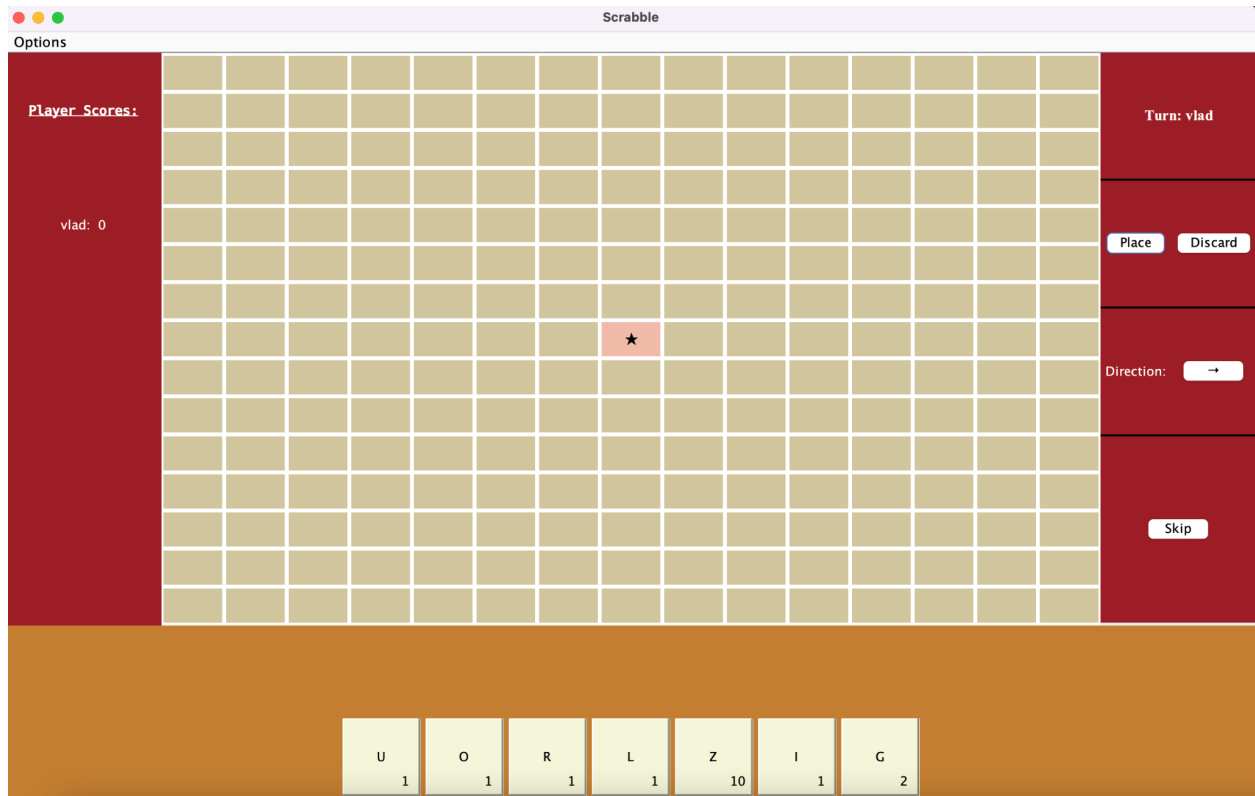 Scrabble
Options
Player Scores:
vlad: 0
Turn: vlad
Place Discard
Direction: →
Skip
★
U O R L Z I G
1 1 1 1 10 1 2